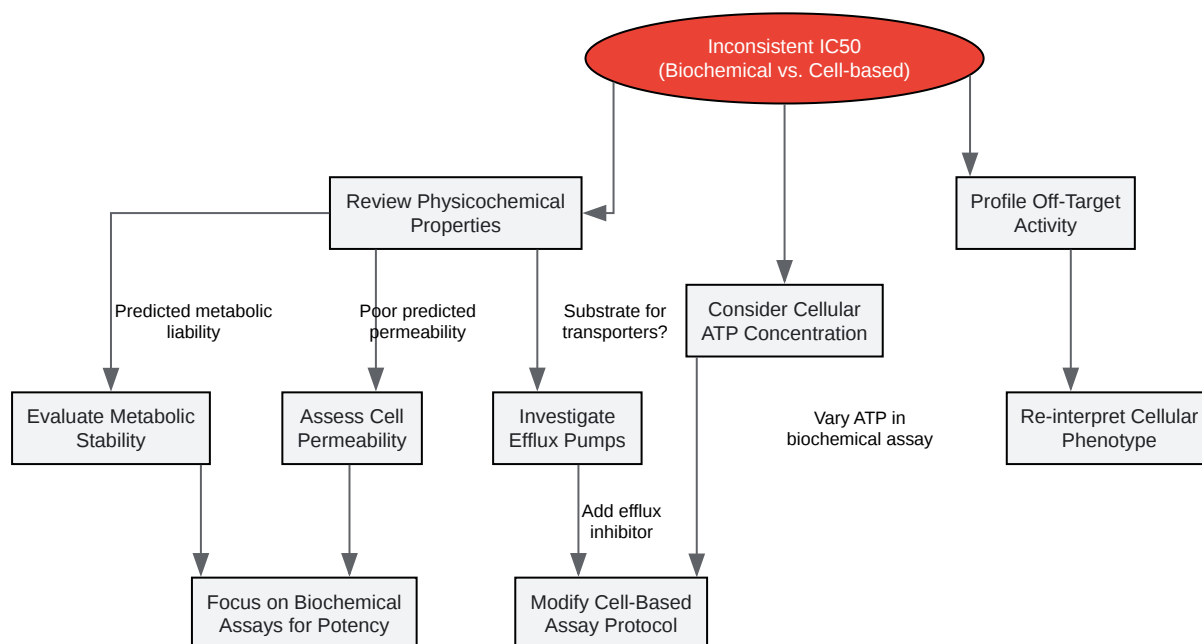 Inconsistent IC50
(Biochemical vs. Cell-based)
Review Physicochemical
Properties
Profile Off-Target
Activity
Predicted metabolic
liability
Poor predicted
permeability
Substrate for
transporters?
Consider Cellular
ATP Concentration
Evaluate Metabolic
Stability
Assess Cell
Permeability
Investigate
Efflux Pumps
Vary ATP in
biochemical assay
Re-interpret Cellular
Phenotype
Add efflux
inhibitor
Focus on Biochemical
Assays for Potency
Modify Cell-Based
Assay Protocol